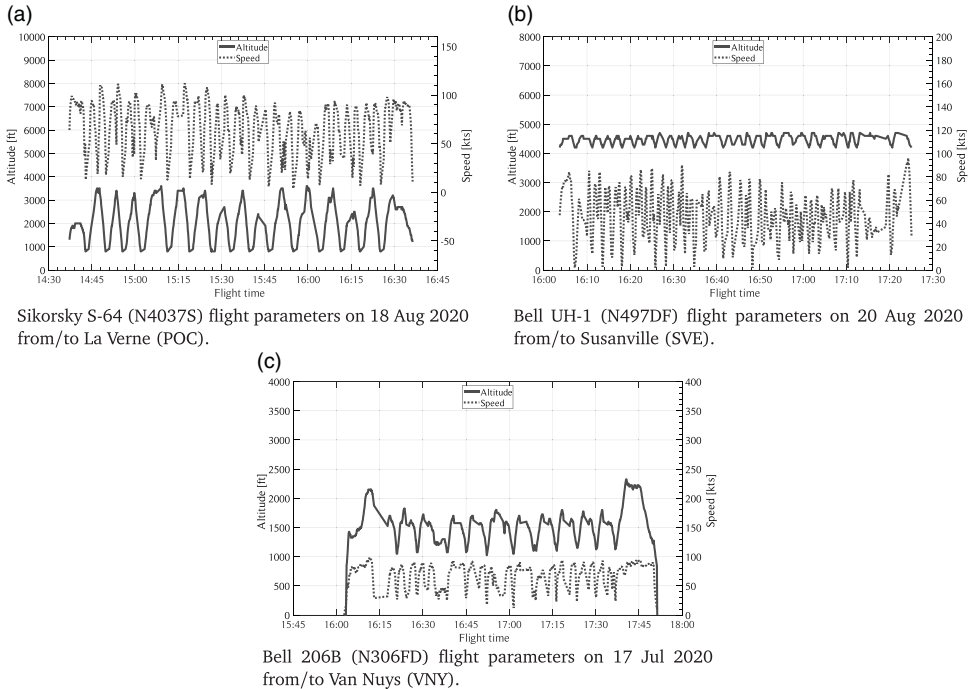 (a)
10000
9000
8000
7000
6000
5000
4000
3000
2000
1000
0
Altitude [ft]
Altitude
Speed
150
100
50
0
-50
Speed [kts]
14:30 14:45 15:00 15:15 15:30 15:45 16:00 16:15 16:30 16:45
Flight time
Sikorsky S-64 (N4037S) flight parameters on 18 Aug 2020
from/to La Verne (POC).
(b)
8000
7000
6000
5000
4000
3000
2000
1000
0
Altitude [ft]
Altitude
Speed
200
180
160
140
120
100
80
60
40
20
0
Speed [kts]
16:00 16:10 16:20 16:30 16:40 16:50 17:00 17:10 17:20 17:30
Flight time
Bell UH-1 (N497DF) flight parameters on 20 Aug 2020
from/to Susanville (SVE).
(c)
4000
3500
3000
2500
2000
1500
1000
500
0
Altitude [ft]
Altitude
Speed
400
350
300
250
200
150
100
50
0
Speed [kts]
15:45 16:00 16:15 16:30 16:45 17:00 17:15 17:30 17:45 18:00
Flight time
Bell 206B (N306FD) flight parameters on 17 Jul 2020
from/to Van Nuys (VNY).